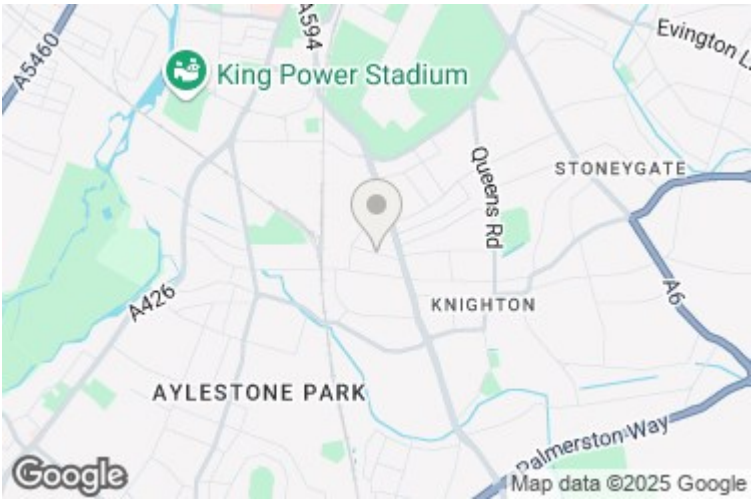 A5460
A594
King Power Stadium
Evington L
Queens Rd
STONEYGATE
A426
A6
KNIGHTON
AYLESTONE PARK
Palmerston Way
Google
Map data ©2025 Google